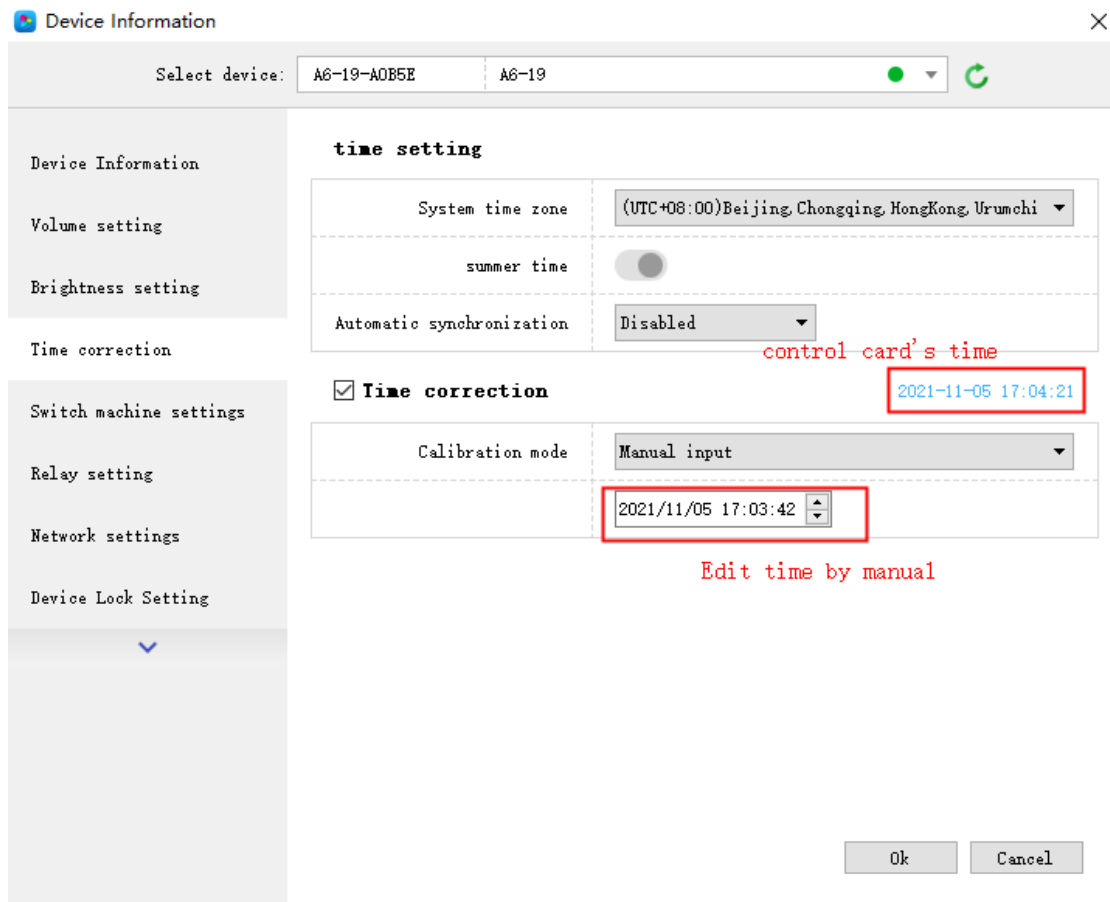 Device Information
Select device: A6-19-A0B5E A6-19
Device Information
Volume setting
Brightness setting
Time correction
Switch machine settings
Relay setting
Network settings
Device Lock Setting
time setting
System time zone (UTC+08:00)Beijing,Chongqing,HongKong,Urumchi
summer time
Automatic synchronization Disabled
control card's time
Time correction 2021-11-05 17:04:21
Calibration mode Manual input
2021/11/05 17:03:42
Edit time by manual
Ok Cancel